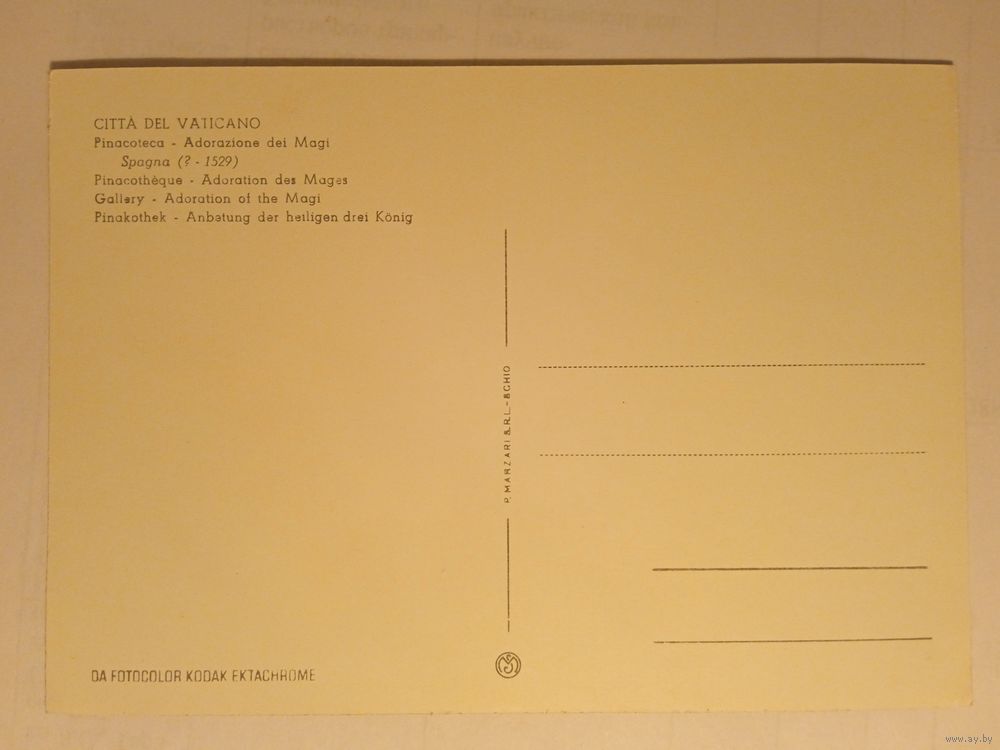 CITTÀ DEL VATICANO
Pinacoteca - Adorazione dei Magi
Spagna (? - 1529)
Pinacothèque - Adoration des Mages
Gallery - Adoration of the Magi
Pinakothek - Anbetung der heiligen drei König
P. MARZARI S.R.L. - SCHIO
DA FOTOCOLOR KODAK EKTACHROME
www.ay.by